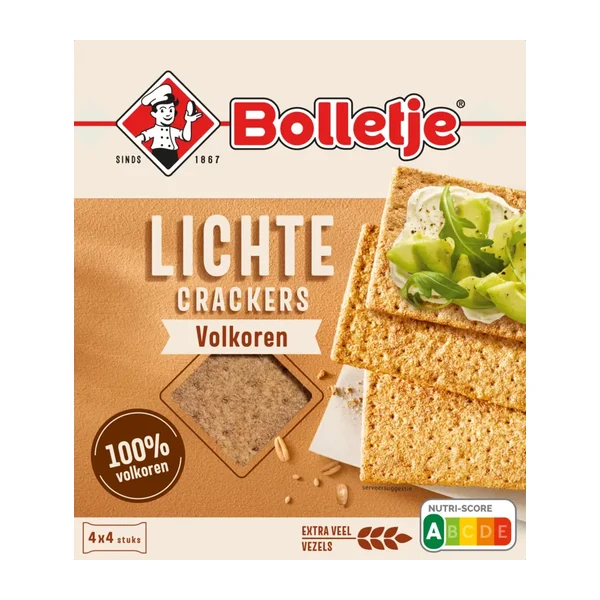 Bolletje®
SINDS 1867
LICHTE
CRACKERS
Volkoren
100%
volkoren
serveersuggestie
4x4 stuks
EXTRA VEEL
VEZELS
NUTRI-SCORE
A B C D E